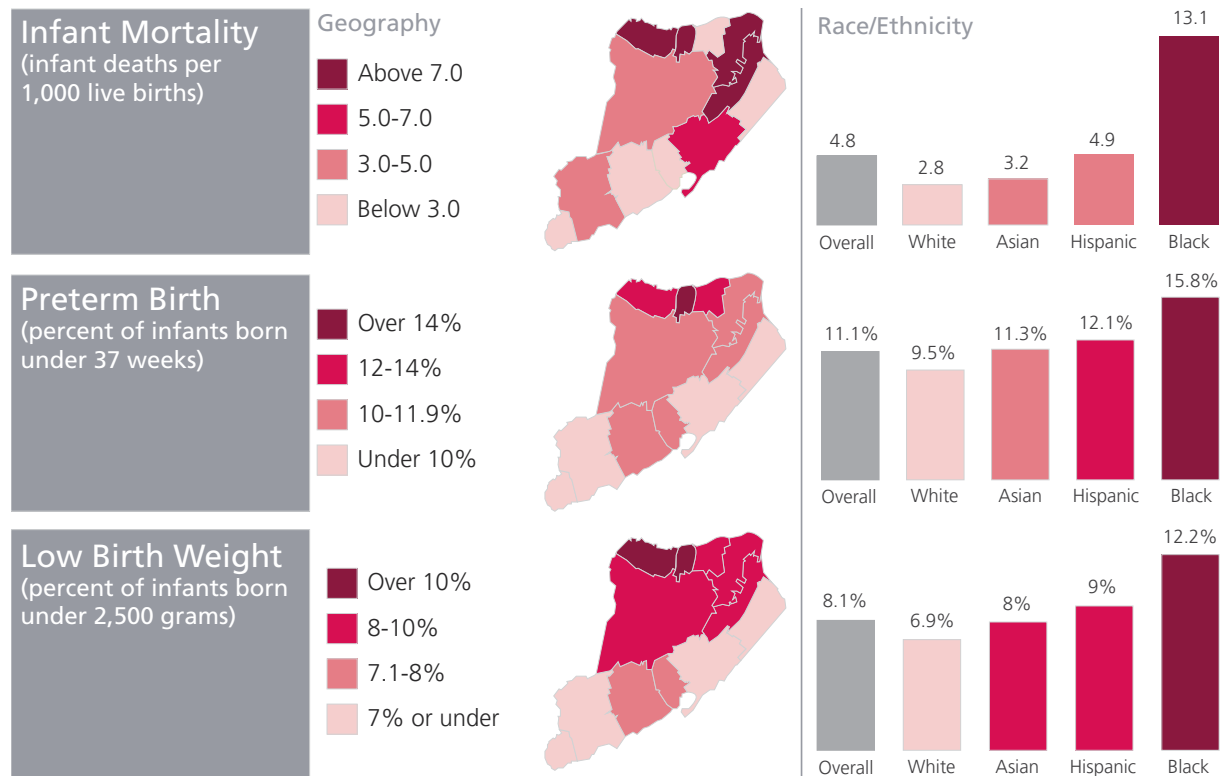 Infant Mortality
(infant deaths per
1,000 live births)
Geography
Above 7.0
5.0-7.0
3.0-5.0
Below 3.0
Race/Ethnicity
4.8
2.8
3.2
4.9
13.1
Overall
White
Asian
Hispanic
Black
Preterm Birth
(percent of infants born
under 37 weeks)
Over 14%
12-14%
10-11.9%
Under 10%
11.1%
9.5%
11.3%
12.1%
15.8%
Overall
White
Asian
Hispanic
Black
Low Birth Weight
(percent of infants born
under 2,500 grams)
Over 10%
8-10%
7.1-8%
7% or under
8.1%
6.9%
8%
9%
12.2%
Overall
White
Asian
Hispanic
Black